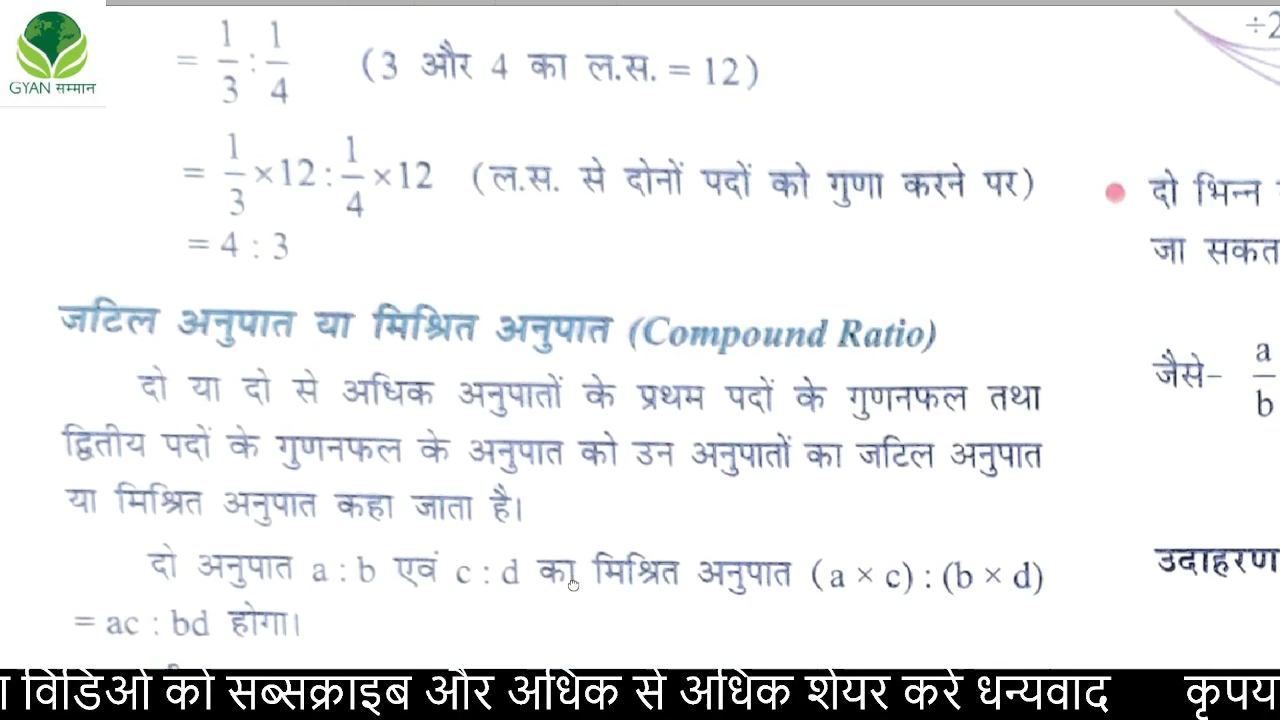 GYAN सम्मान
= 1/3 : 1/4 (3 और 4 का ल.स. = 12)
= 1/3 ×12 : 1/4 ×12 (ल.स. से दोनों पदों को गुणा करने पर)
= 4 : 3
जटिल अनुपात या मिश्रित अनुपात (Compound Ratio)
दो या दो से अधिक अनुपातों के प्रथम पदों के गुणनफल तथा
द्वितीय पदों के गुणनफल के अनुपात को उन अनुपातों का जटिल अनुपात
या मिश्रित अनुपात कहा जाता है।
दो अनुपात a : b एवं c : d का मिश्रित अनुपात (a × c) : (b × d)
= ac : bd होगा।
÷2
दो भिन्न
जा सकत
जैसे– a/b
उदाहरण
विडिओ को सब्सक्राइब और अधिक से अधिक शेयर करें धन्यवाद कृपय